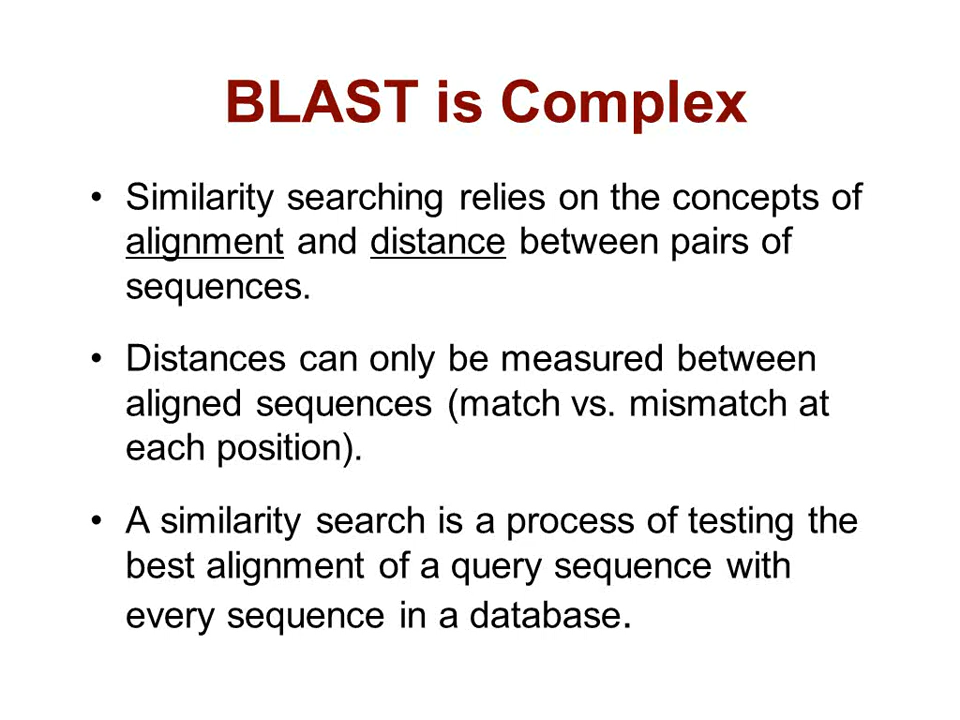 BLAST is Complex
• Similarity searching relies on the concepts of
alignment and distance between pairs of
sequences.
• Distances can only be measured between
aligned sequences (match vs. mismatch at
each position).
• A similarity search is a process of testing the
best alignment of a query sequence with
every sequence in a database.